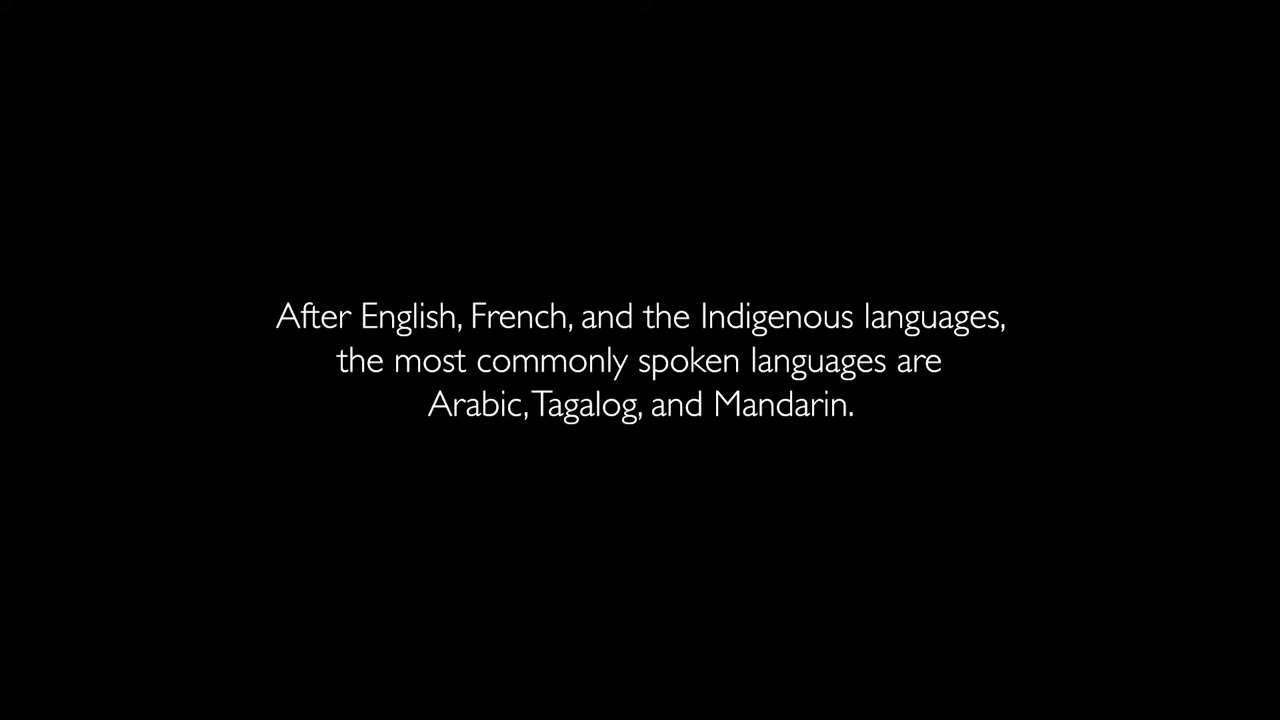 After English, French, and the Indigenous languages,
the most commonly spoken languages are
Arabic, Tagalog, and Mandarin.